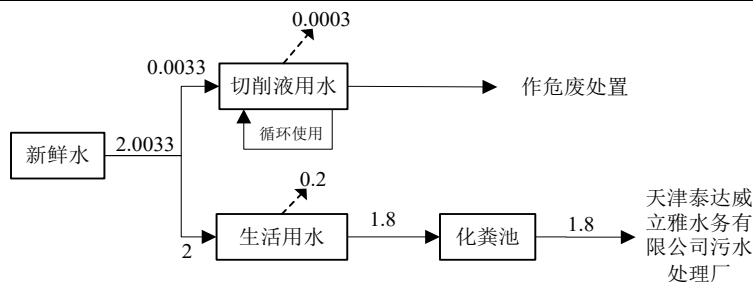 0.0003
0.0033
切削液用水
作危废处置
循环使用
新鲜水
2.0033
0.2
2
生活用水
1.8
化粪池
1.8
天津泰达威
立雅水务有
限公司污水
处理厂